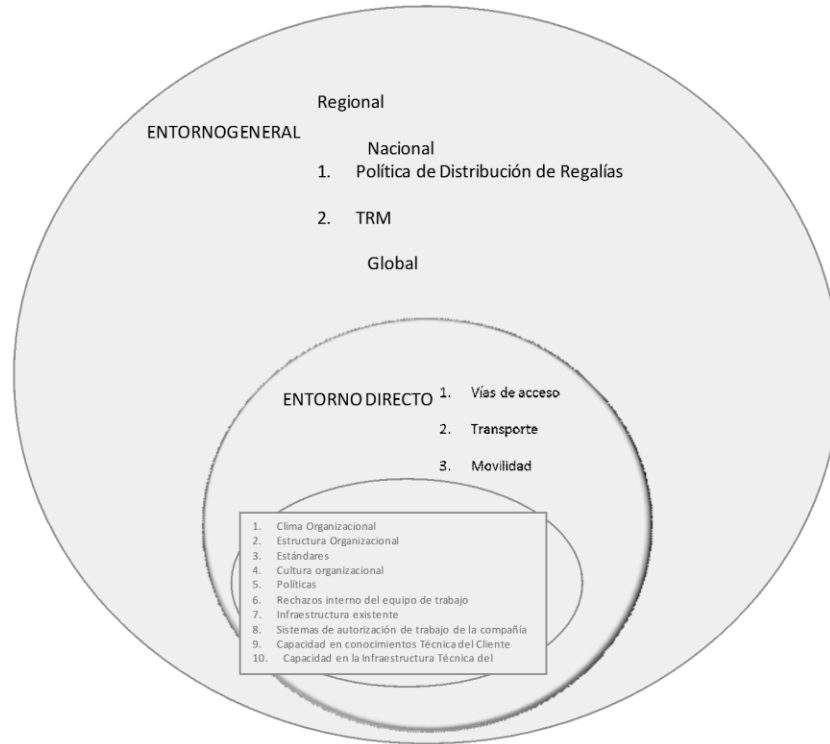 Regional
ENTORNOGENERAL
Nacional
1. Política de Distribución de Regalías
2. TRM
Global
ENTORNO DIRECTO
1. Vías de acceso
2. Transporte
3. Movilidad
1. Clima Organizacional
2. Estructura Organizacional
3. Estándares
4. Cultura organizacional
5. Políticas
6. Rechazos interno del equipo de trabajo
7. Infraestructura existente
8. Sistemas de autorización de trabajo de la compañía
9. Capacidad en conocimientos Técnica del Cliente
10. Capacidad en la Infraestructura Técnica del